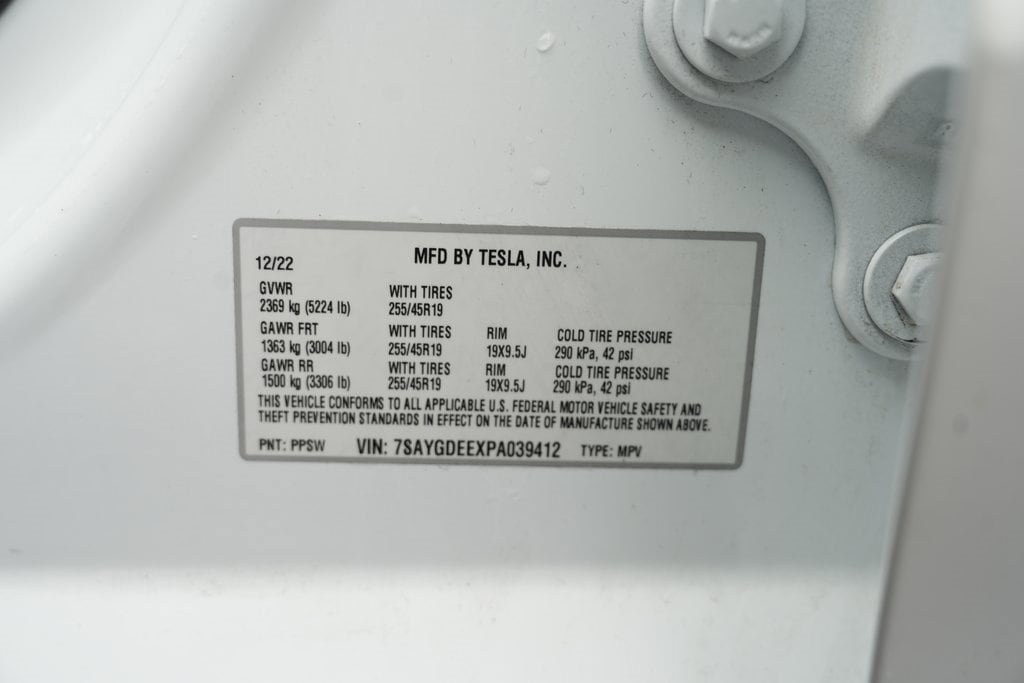 MFD BY TESLA, INC.
12/22
GVWR WITH TIRES
2369 kg (5224 lb) 255/45R19
GAWR FRT WITH TIRES RIM COLD TIRE PRESSURE
1363 kg (3004 lb) 255/45R19 19X9.5J 290 kPa, 42 psi
GAWR RR WITH TIRES RIM COLD TIRE PRESSURE
1500 kg (3306 lb) 255/45R19 19X9.5J 290 kPa, 42 psi
THIS VEHICLE CONFORMS TO ALL APPLICABLE U.S. FEDERAL MOTOR VEHICLE SAFETY AND
THEFT PREVENTION STANDARDS IN EFFECT ON THE DATE OF MANUFACTURE SHOWN ABOVE.
PNT: PPSW VIN: 7SAYGDEEXPA039412 TYPE: MPV